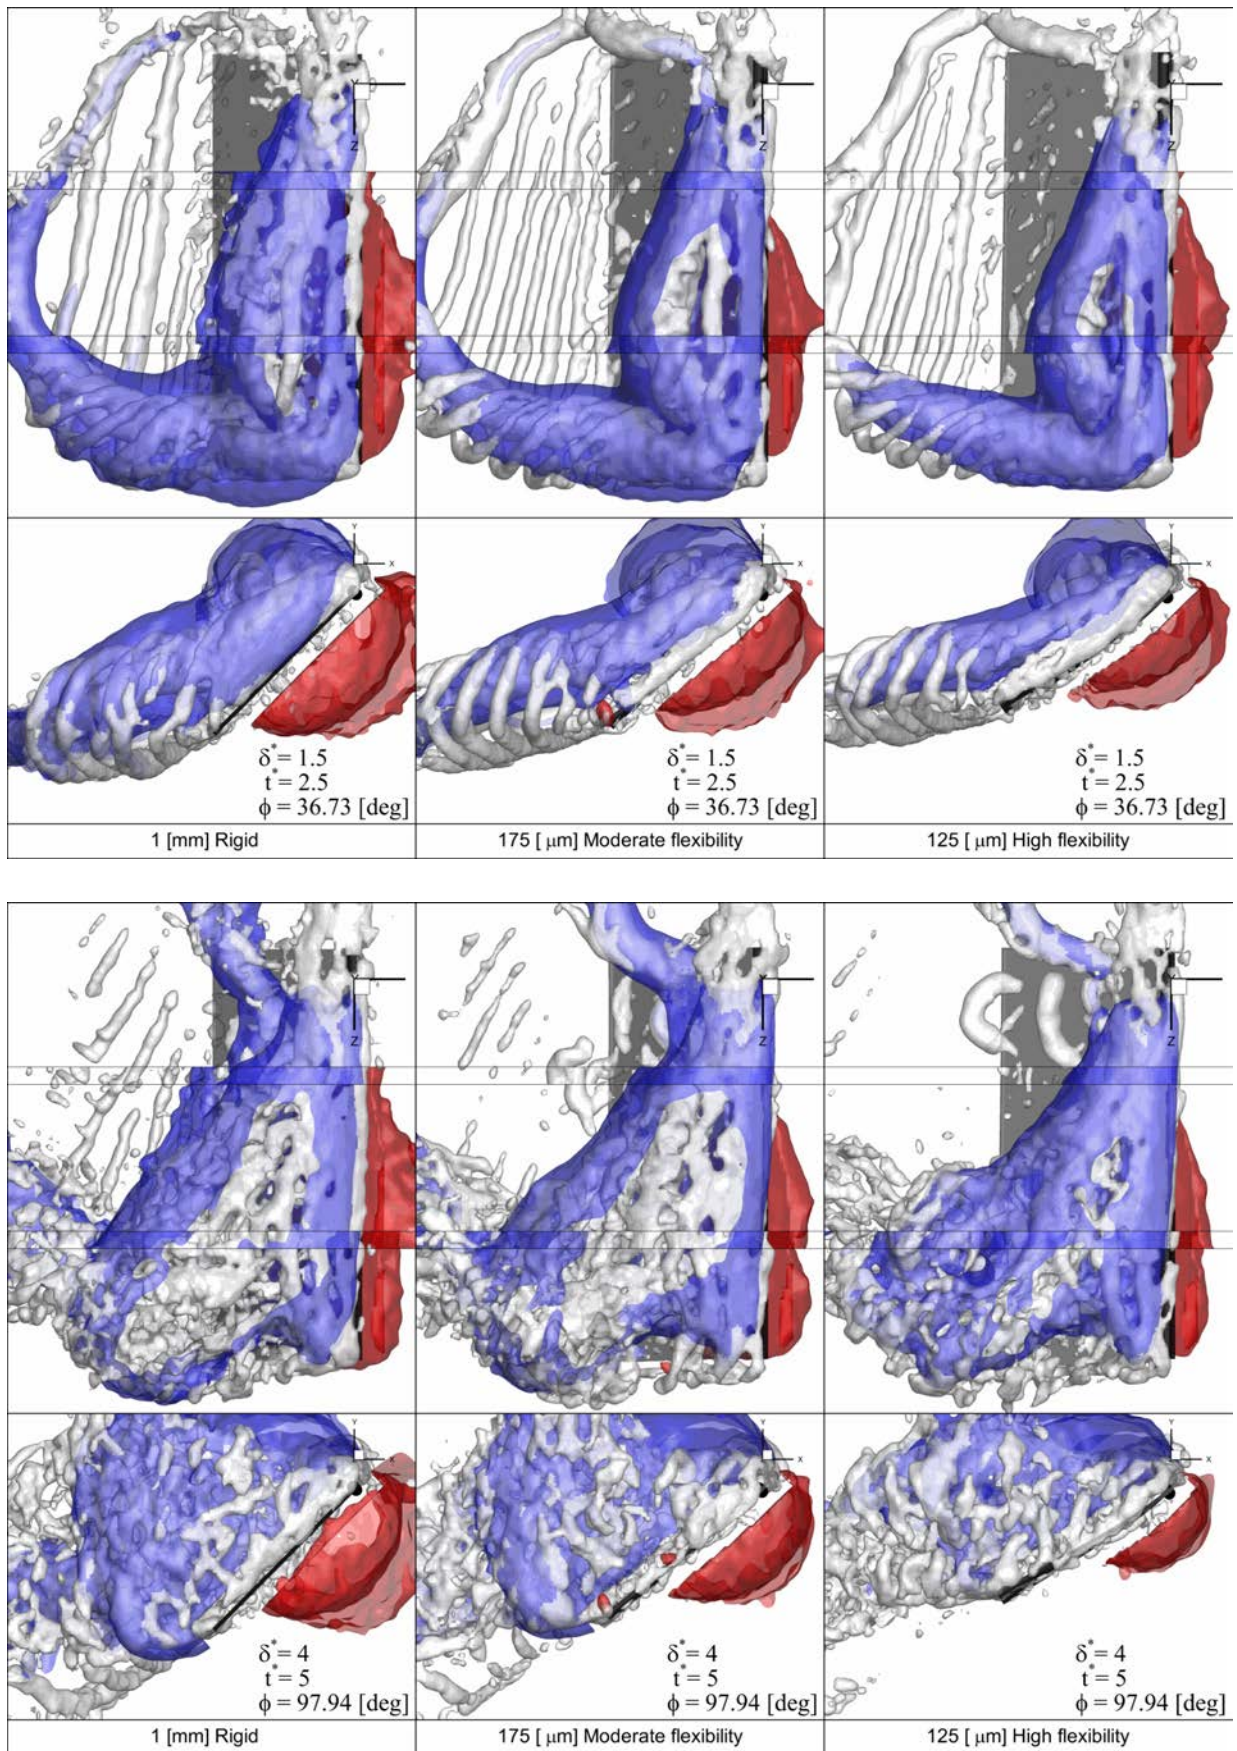 Z
Z
Z
Y
X
Y
X
Y
X
δ* = 1.5
t* = 2.5
ϕ = 36.73 [deg]
δ* = 1.5
t* = 2.5
ϕ = 36.73 [deg]
δ* = 1.5
t* = 2.5
ϕ = 36.73 [deg]
1 [mm] Rigid
175 [ μm] Moderate flexibility
125 [ μm] High flexibility
Z
Z
Z
Y
X
Y
X
Y
X
δ* = 4
t* = 5
ϕ = 97.94 [deg]
δ* = 4
t* = 5
ϕ = 97.94 [deg]
δ* = 4
t* = 5
ϕ = 97.94 [deg]
1 [mm] Rigid
175 [ μm] Moderate flexibility
125 [ μm] High flexibility